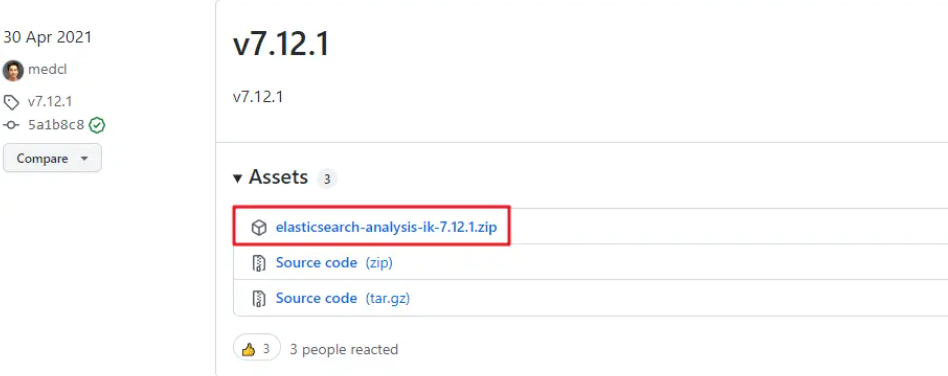 30 Apr 2021
medcl
v7.12.1
5a1b8c8
Compare
v7.12.1
v7.12.1
Assets 3
elasticsearch-analysis-ik-7.12.1.zip
Source code (zip)
Source code (tar.gz)
3 3 people reacted